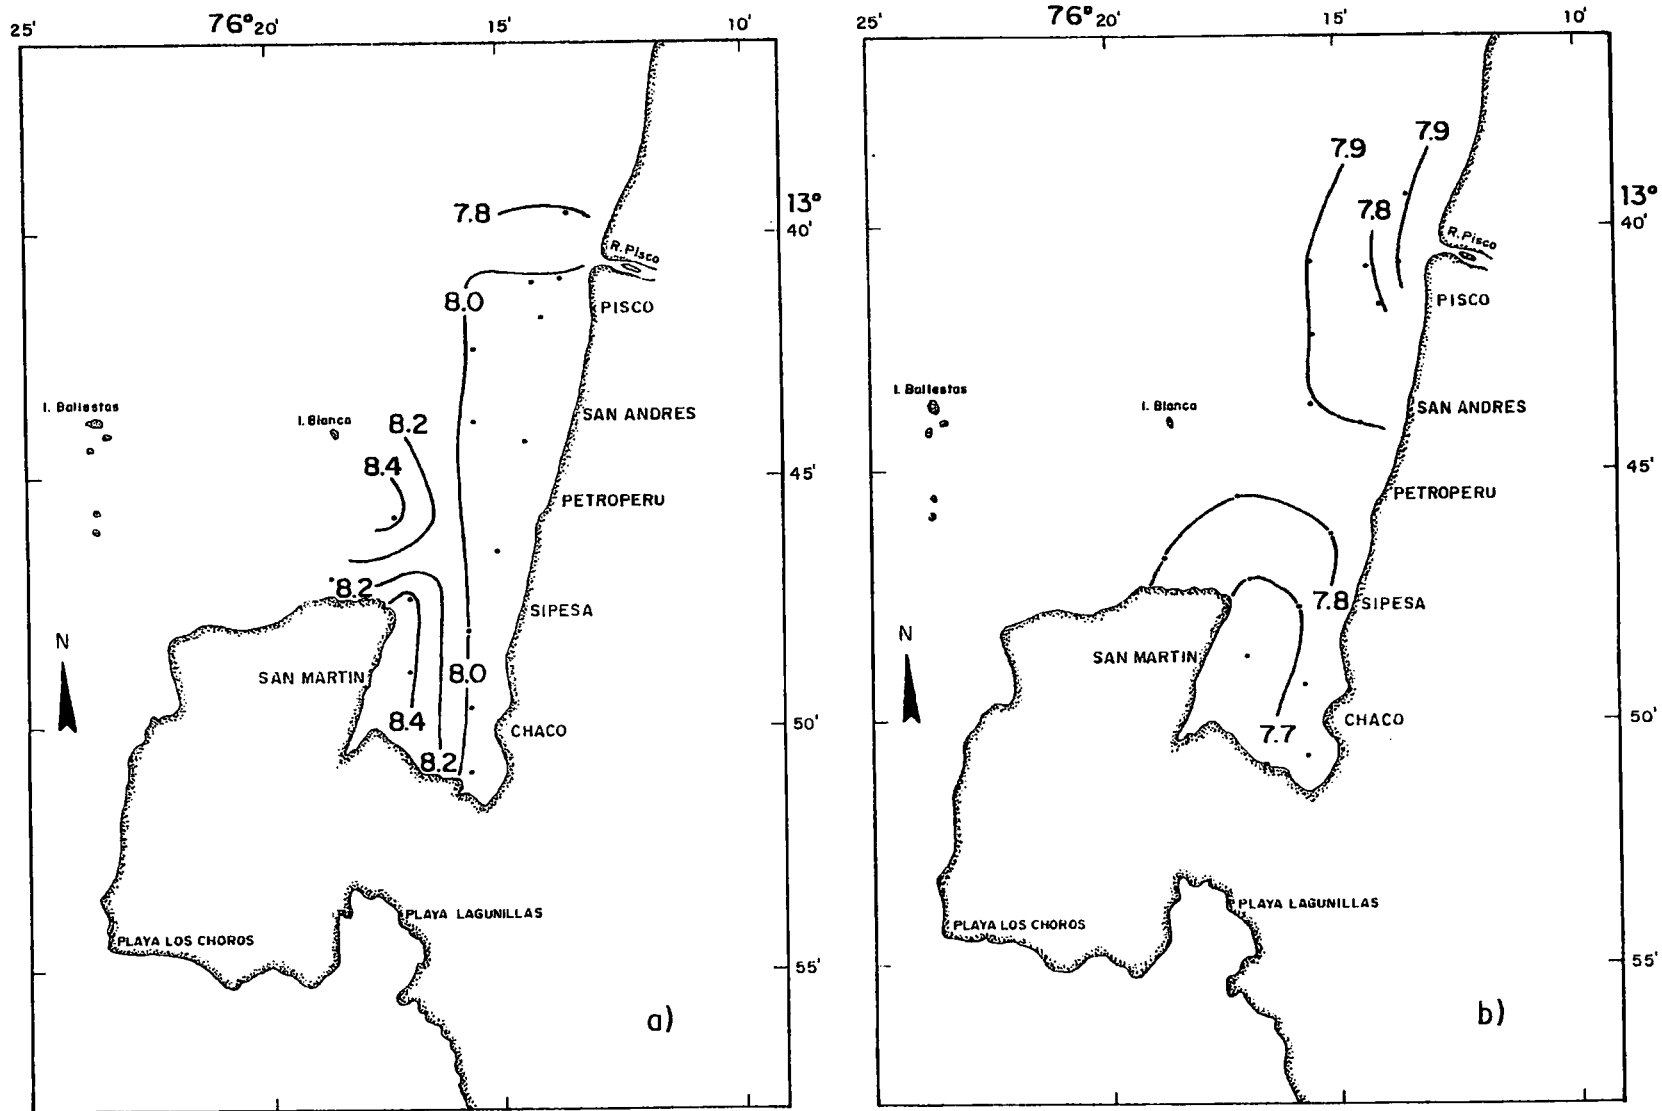 25' 76° 20' 15' 10'
7.8
13°
40'
R. Pisco
8.0
PISCO
I. Ballestas
I. Blanca
8.2
SAN ANDRES
8.4
45'
PETROPERU
8.2
SIPESA
N
SAN MARTIN
8.0
8.4
50'
CHACO
8.2
PLAYA LAGUNILLAS
PLAYA LOS CHOROS
55'
a)
25' 76° 20' 15' 10'
7.9
7.9
13°
7.8
40'
R. Pisco
PISCO
I. Ballestas
I. Blanca
SAN ANDRES
45'
PETROPERU
7.8
SIPESA
N
SAN MARTIN
50'
CHACO
7.7
PLAYA LAGUNILLAS
PLAYA LOS CHOROS
55'
b)